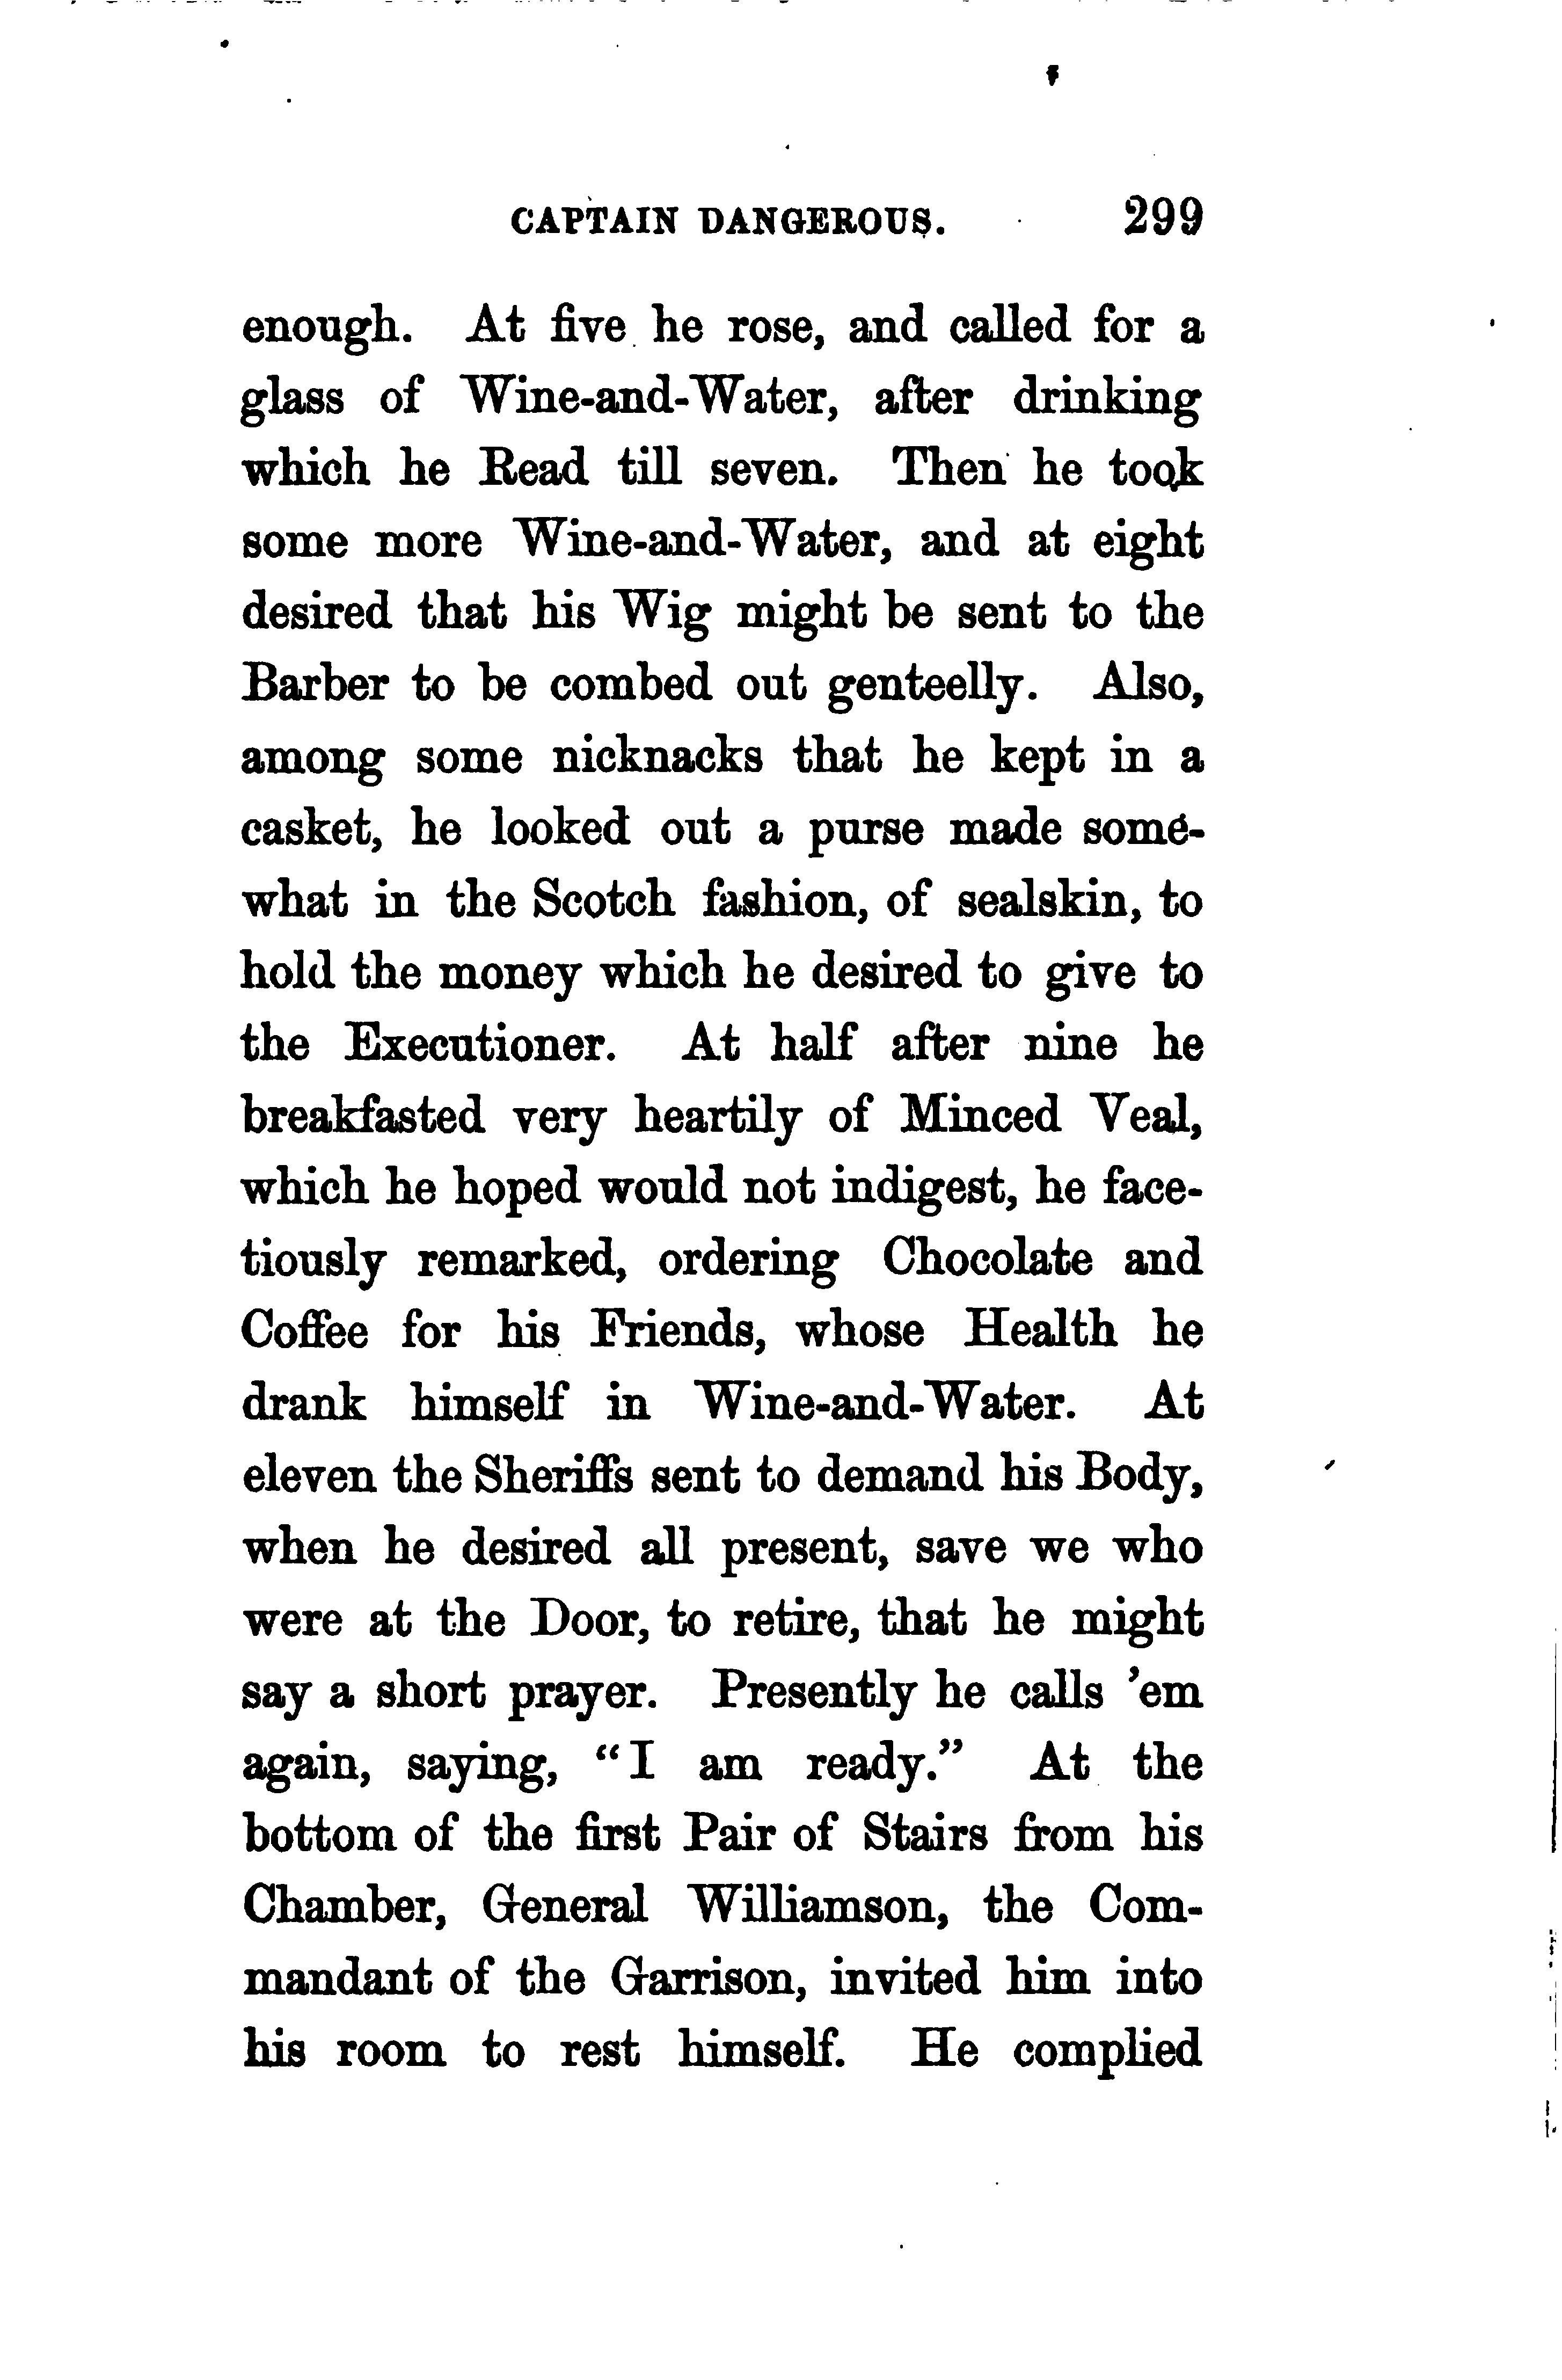 CAPTAIN DANGEROUS. 299
enough. At five he rose, and called for a
glass of Wine-and-Water, after drinking
which he Read till seven. Then he took
some more Wine-and-Water, and at eight
desired that his Wig might be sent to the
Barber to be combed out genteelly. Also,
among some nicknacks that he kept in a
casket, he looked out a purse made some-
what in the Scotch fashion, of sealskin, to
hold the money which he desired to give to
the Executioner. At half after nine he
breakfasted very heartily of Minced Veal,
which he hoped would not indigest, he face-
tiously remarked, ordering Chocolate and
Coffee for his Friends, whose Health he
drank himself in Wine-and-Water. At
eleven the Sheriffs sent to demand his Body,
when he desired all present, save we who
were at the Door, to retire, that he might
say a short prayer. Presently he calls ’em
again, saying, “I am ready.” At the
bottom of the first Pair of Stairs from his
Chamber, General Williamson, the Com-
mandant of the Garrison, invited him into
his room to rest himself. He complied